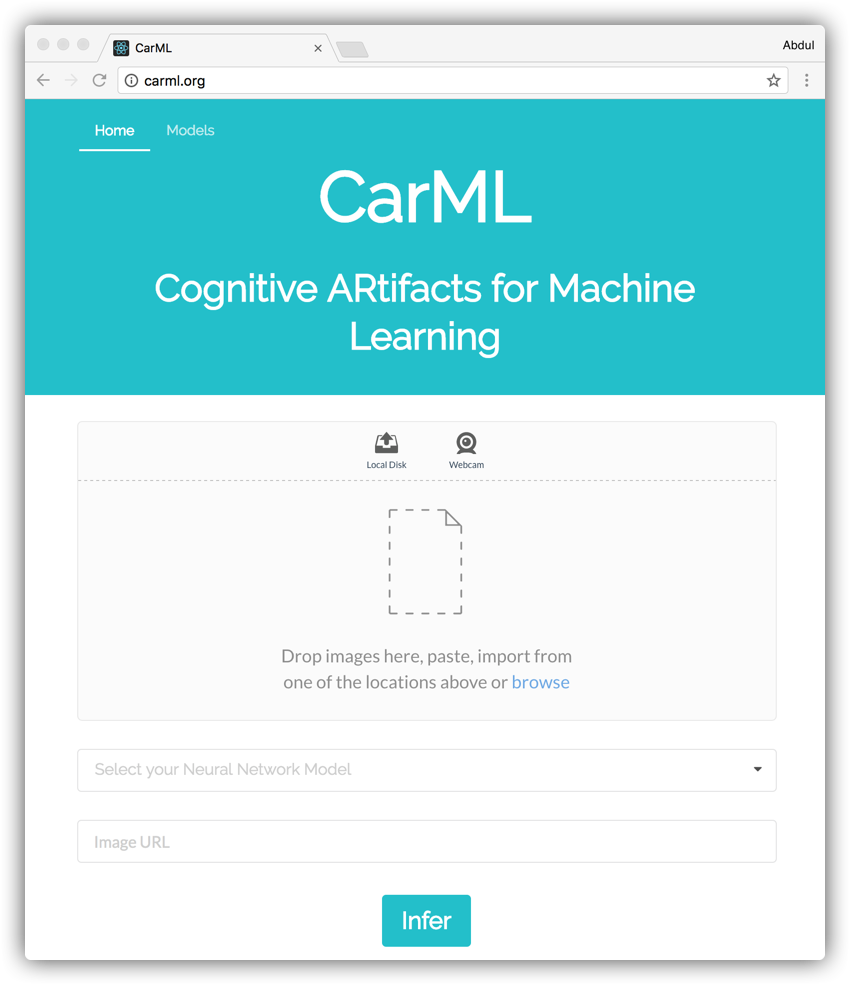 CarML
Abdul
carml.org
Home Models
CarML
Cognitive ARtifacts for Machine
Learning
Local Disk Webcam
Drop images here, paste, import from
one of the locations above or browse
Select your Neural Network Model
Image URL
Infer